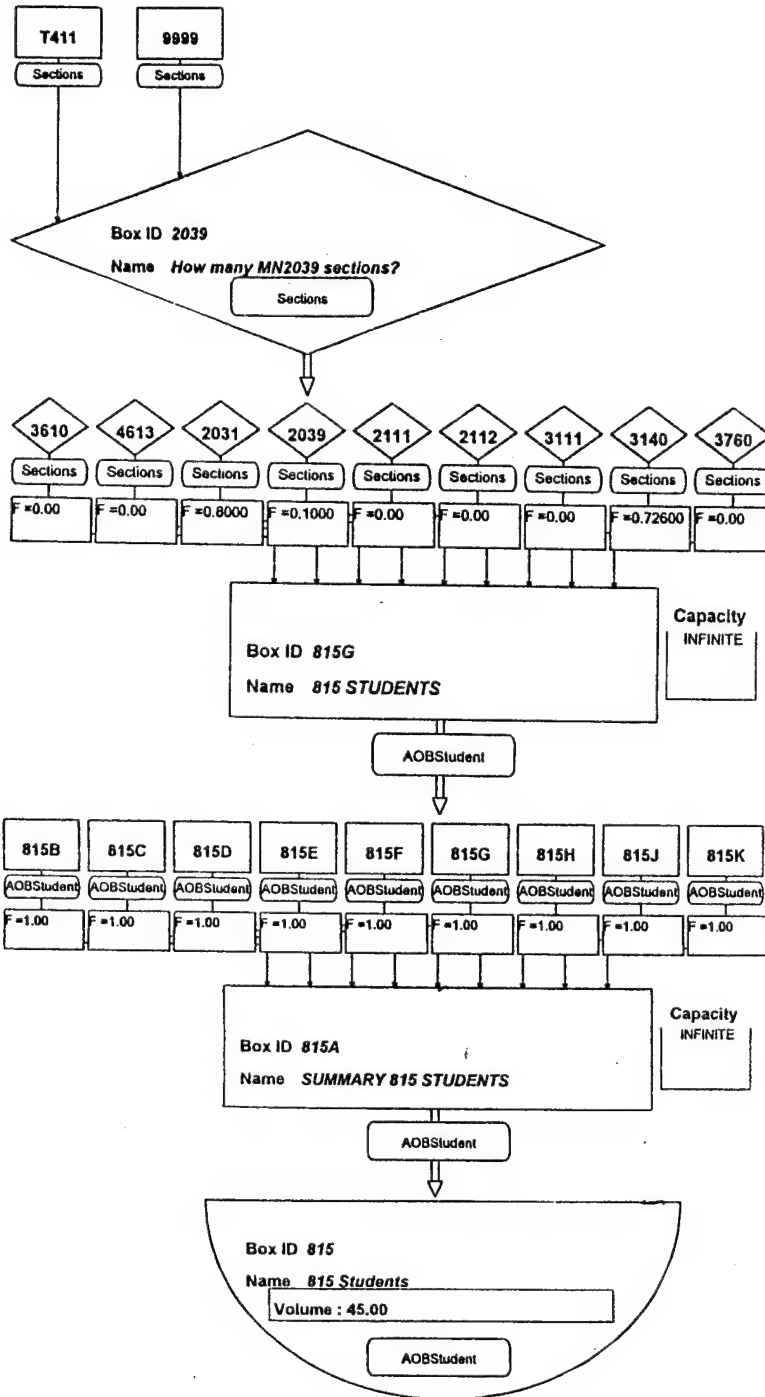 T411 9999
Sections Sections
Box ID 2039
Name How many MN2039 sections?
Sections
3610 4613 2031 2039 2111 2112 3111 3140 3760
Sections Sections Sections Sections Sections Sections Sections Sections Sections
F =0.00 F =0.00 F =0.8000 F =0.1000 F =0.00 F =0.00 F =0.00 F =0.72600 F =0.00
Capacity
INFINITE
Box ID 815G
Name 815 STUDENTS
AOBStudent
815B 815C 815D 815E 815F 815G 815H 815J 815K
AOBStudent AOBStudent AOBStudent AOBStudent AOBStudent AOBStudent AOBStudent AOBStudent AOBStudent
F =1.00 F =1.00 F =1.00 F =1.00 F =1.00 F =1.00 F =1.00 F =1.00 F =1.00
Capacity
INFINITE
Box ID 815A
Name SUMMARY 815 STUDENTS
AOBStudent
Box ID 815
Name 815 Students
Volume : 45.00
AOBStudent